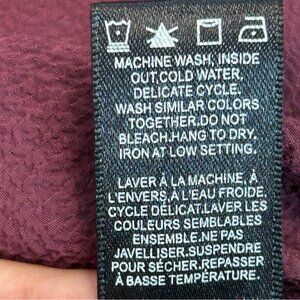 MACHINE WASH, INSIDE
OUT,COLD WATER,
DELICATE CYCLE.
WASH SIMILAR COLORS
TOGETHER.DO NOT
BLEACH.HANG TO DRY,
IRON AT LOW SETTING.
LAVER À LA MACHINE, À
L'ENVERS,À L'EAU FROIDE.
CYCLE DÉLICAT.LAVER LES
COULEURS SEMBLABLES
ENSEMBLE.NE PAS
JAVELLISER.SUSPENDRE
POUR SÉCHER,REPASSER
À BASSE TEMPÉRATURE.